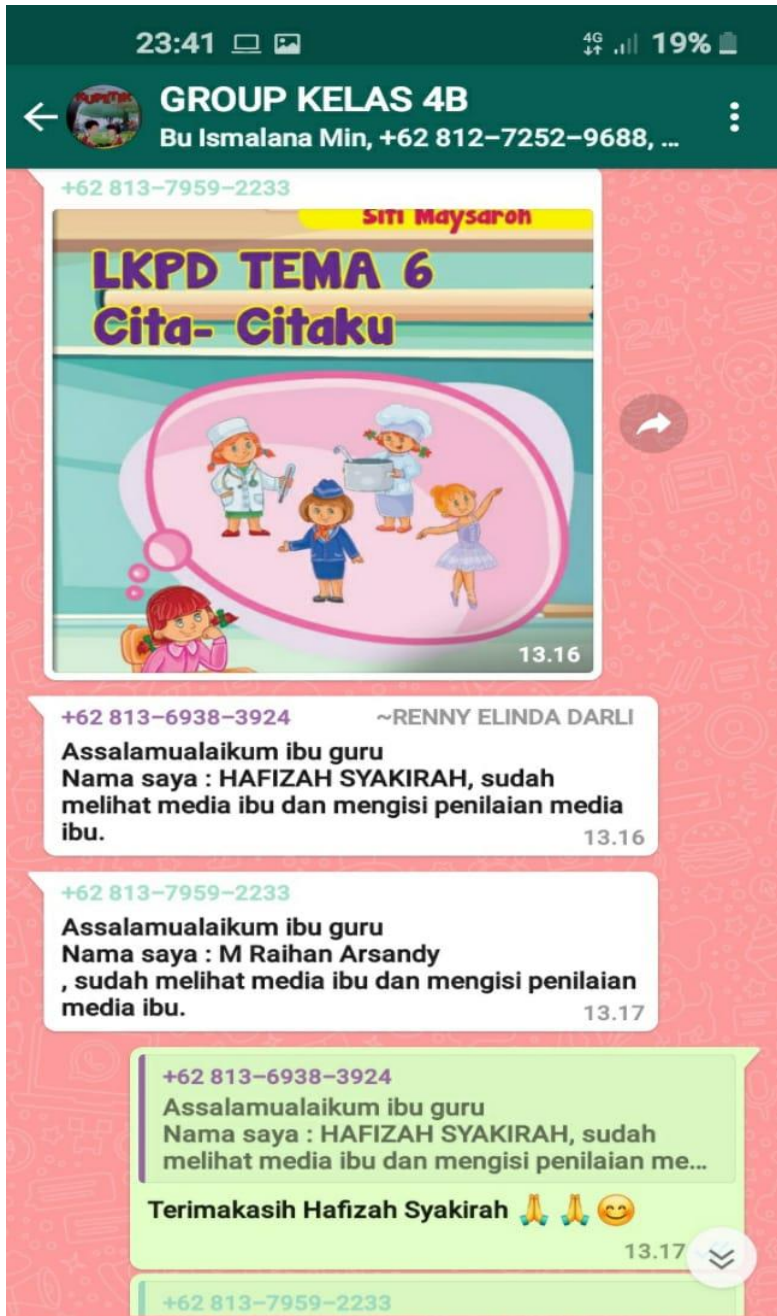 23:41 4G 19%
GROUP KELAS 4B
Bu Ismalana Min, +62 812-7252-9688, ...
+62 813-7959-2233
Siti Maysaroh
LKPD TEMA 6
Cita- Citaku
13.16
+62 813-6938-3924 ~RENNY ELINDA DARLI
Assalamualaikum ibu guru
Nama saya : HAFIZAH SYAKIRAH, sudah
melihat media ibu dan mengisi penilaian media
ibu. 13.16
+62 813-7959-2233
Assalamualaikum ibu guru
Nama saya : M Raihan Arsandy
, sudah melihat media ibu dan mengisi penilaian
media ibu. 13.17
+62 813-6938-3924
Assalamualaikum ibu guru
Nama saya : HAFIZAH SYAKIRAH, sudah
melihat media ibu dan mengisi penilaian me...
Terimakasih Hafizah Syakirah 🙏 🙏 😊
13.17
+62 813-7959-2233